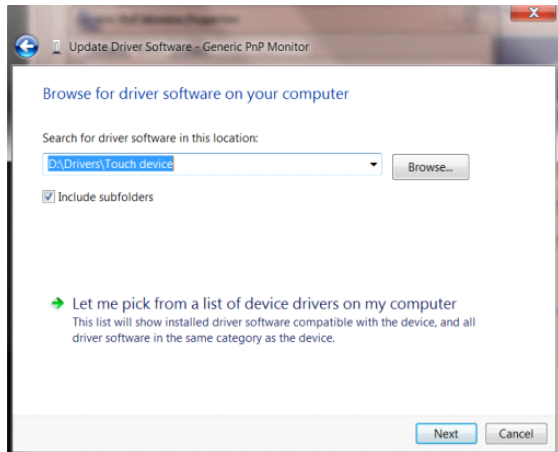 Update Driver Software - Generic PnP Monitor
Browse for driver software on your computer
Search for driver software in this location:
D:\Drivers\Touch device
Browse...
Include subfolders
Let me pick from a list of device drivers on my computer
This list will show installed driver software compatible with the device, and all
driver software in the same category as the device.
Next Cancel